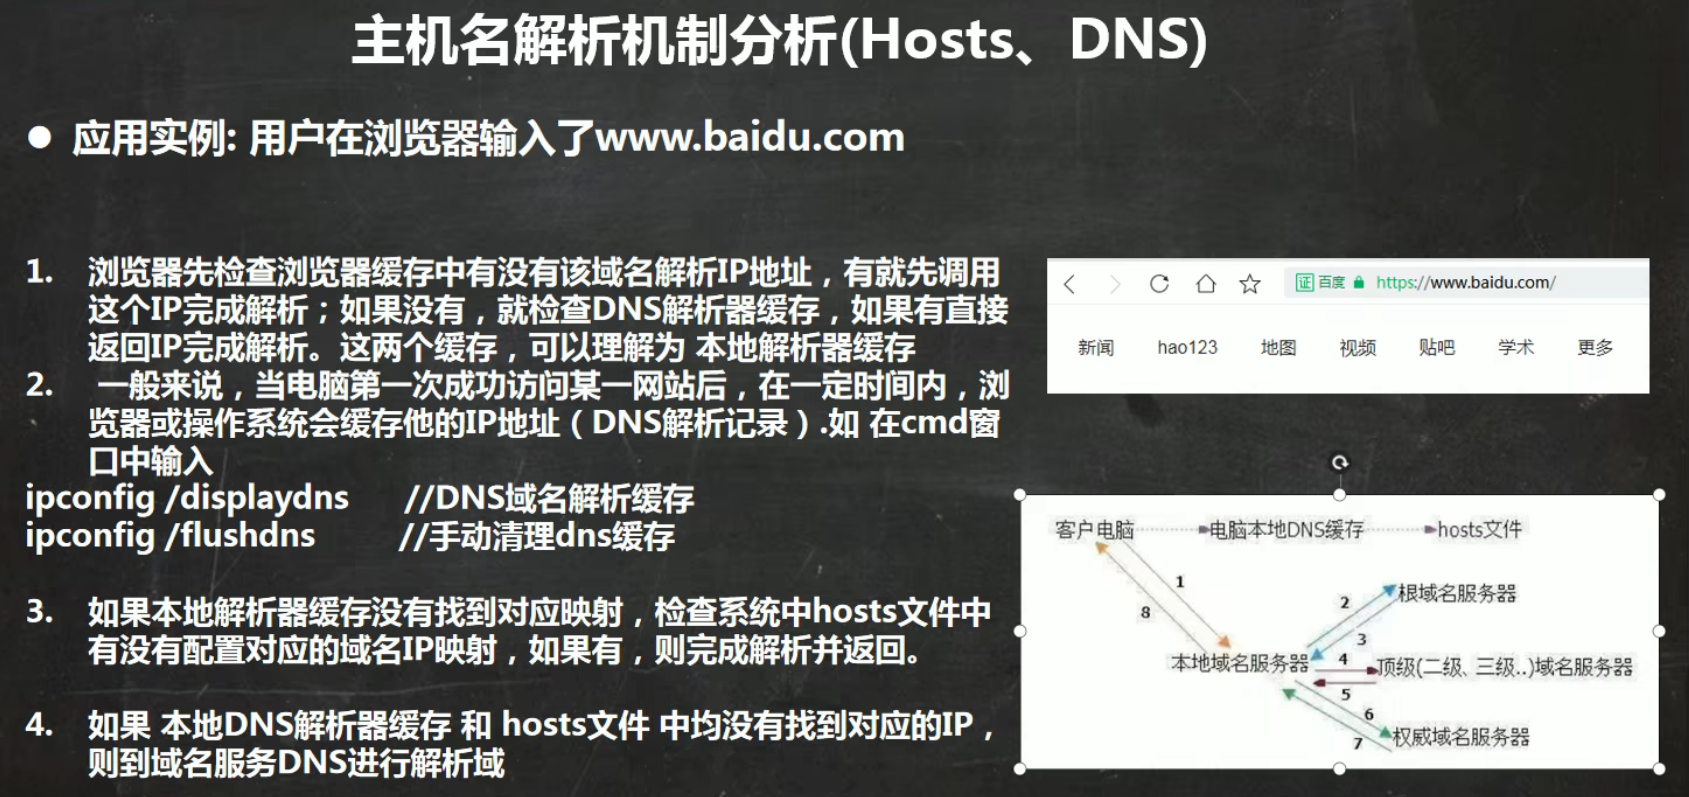 主机名解析机制分析(Hosts、DNS)
● 应用实例: 用户在浏览器输入了www.baidu.com
1. 浏览器先检查浏览器缓存中有没有该域名解析IP地址，有就先调用
这个IP完成解析；如果没有，就检查DNS解析器缓存，如果有直接
返回IP完成解析。这两个缓存，可以理解为 本地解析器缓存
2. 一般来说，当电脑第一次成功访问某一网站后，在一定时间内，浏
览器或操作系统会缓存他的IP地址（DNS解析记录）.如 在cmd窗
口中输入
ipconfig /displaydns //DNS域名解析缓存
ipconfig /flushdns //手动清理dns缓存
3. 如果本地解析器缓存没有找到对应映射，检查系统中hosts文件中
有没有配置对应的域名IP映射，如果有，则完成解析并返回。
4. 如果 本地DNS解析器缓存 和 hosts文件 中均没有找到对应的IP，
则到域名服务DNS进行解析域
证 百度 https://www.baidu.com/
新闻 hao123 地图 视频 贴吧 学术 更多
客户电脑 电脑本地DNS缓存 hosts文件
1
8
2
根域名服务器
3
本地域名服务器
4
顶级(二级、三级..)域名服务器
5
6
7
权威域名服务器